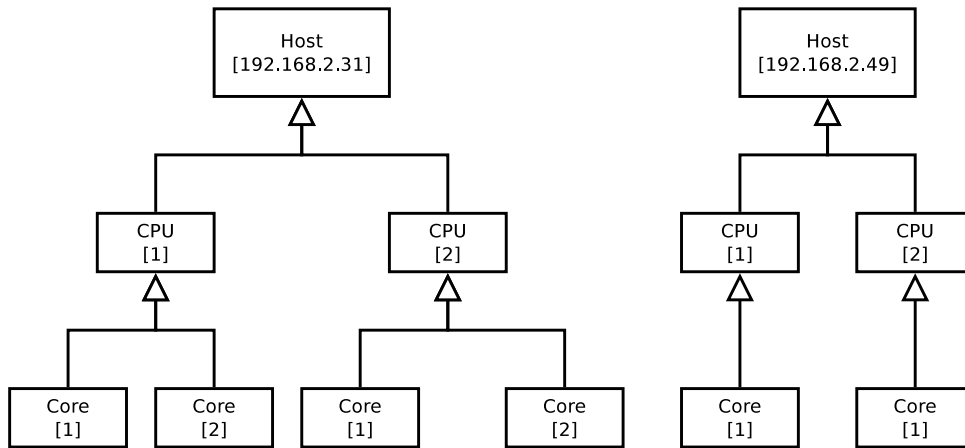 Host
[192.168.2.31]
Host
[192.168.2.49]
CPU
[1]
CPU
[2]
CPU
[1]
CPU
[2]
Core
[1]
Core
[2]
Core
[1]
Core
[2]
Core
[1]
Core
[1]